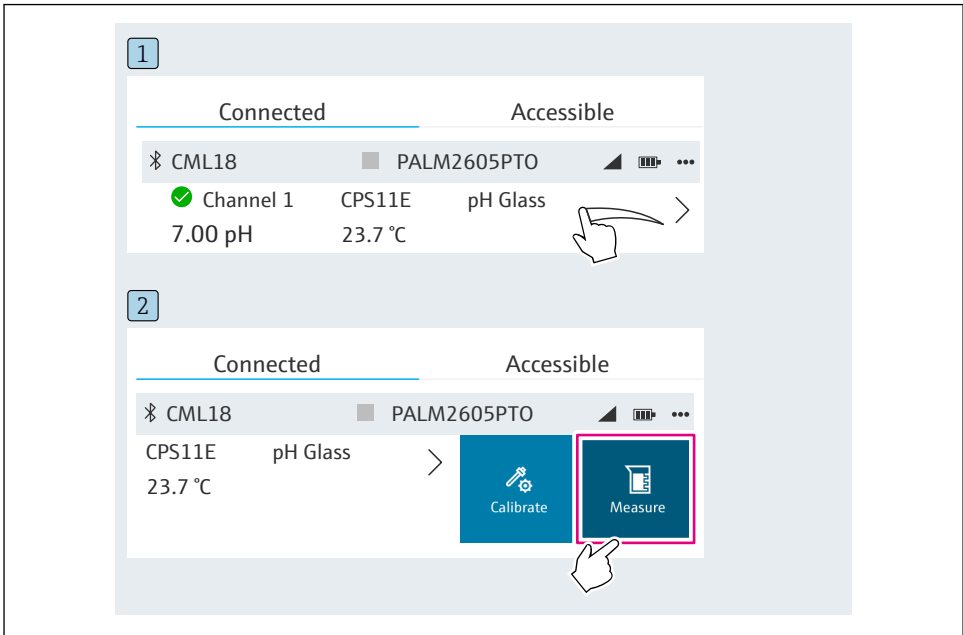 1
Connected Accessible
CML18 PALM2605PTO •••
Channel 1 CPS11E pH Glass
7.00 pH 23.7 °C
2
Connected Accessible
CML18 PALM2605PTO •••
CPS11E pH Glass
23.7 °C
Calibrate Measure